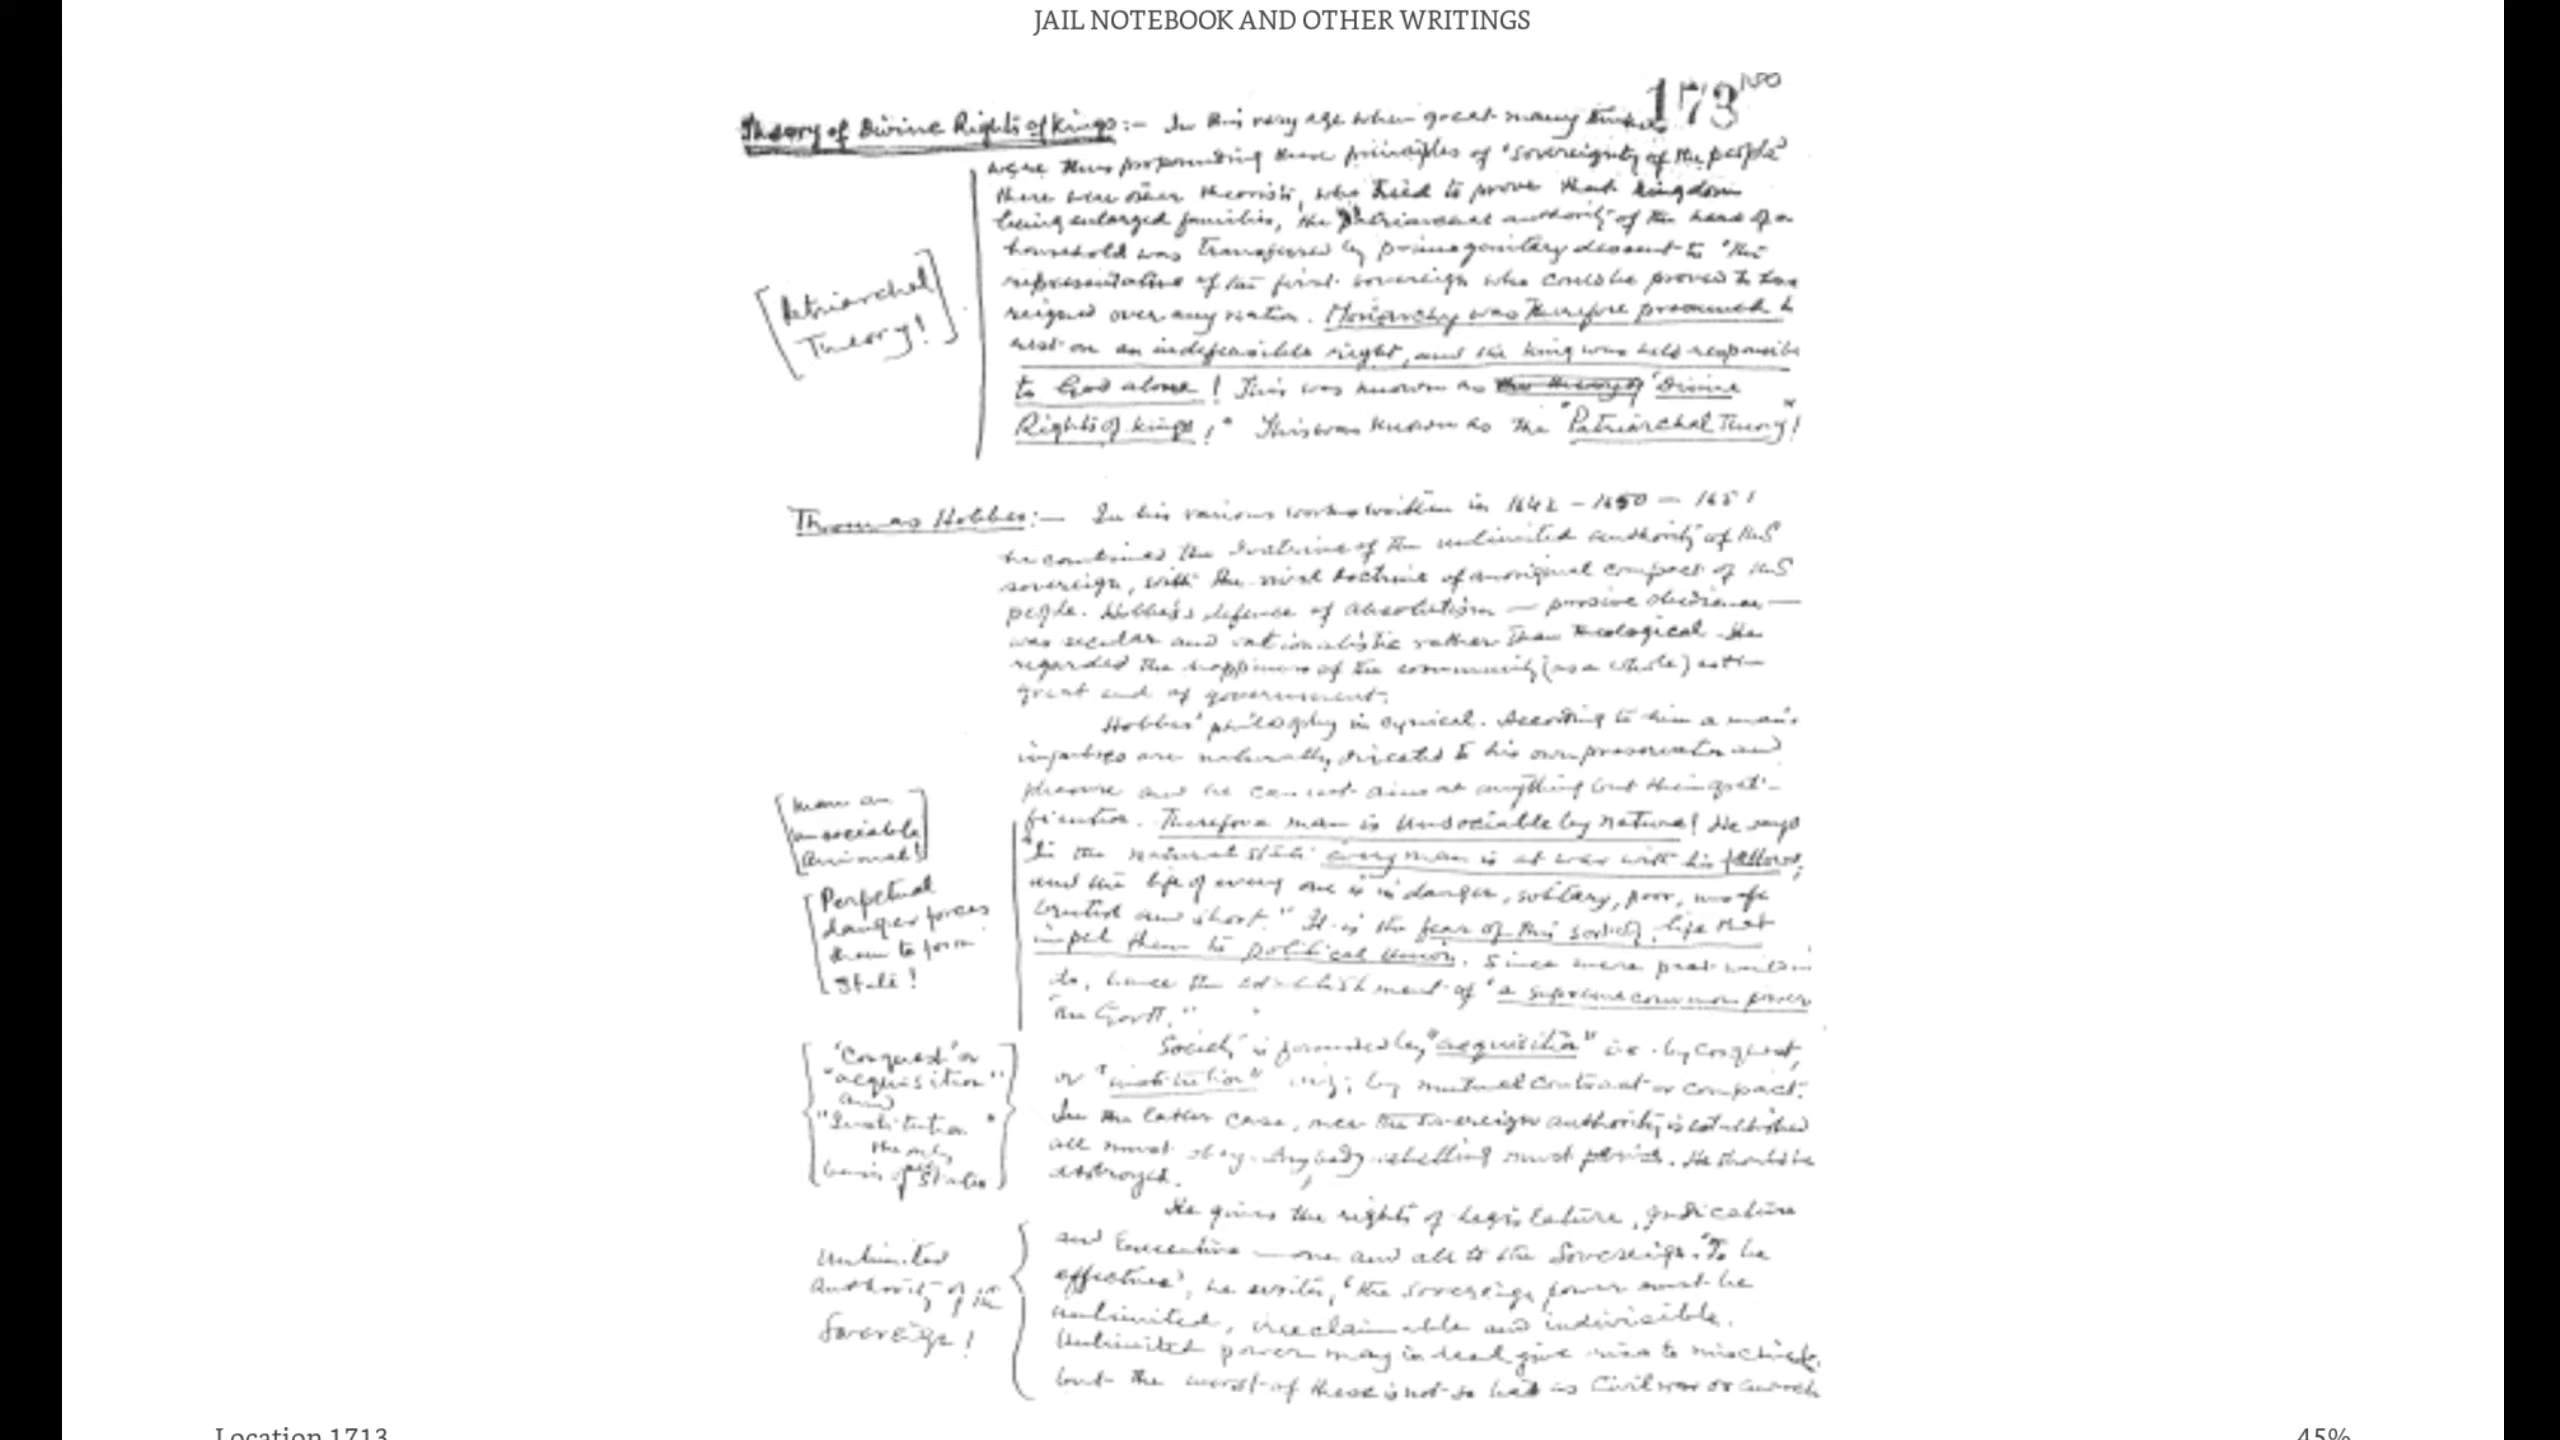 JAIL NOTEBOOK AND OTHER WRITINGS
173 100
Theory of Divine Rights of kings:- In this very age when great many
were thus propounding these principles of "sovereignty of the people"
there were other theorists, who tried to prove that kingdom
being enlarged families, the Patriarchal authority of the head of a
household was transferred by primogenitary descent to "the
representative of the first sovereign who could be proved to have
reigned over any nation. Monarchy was therefore presumed to
rest on an indefeasible right, and the king was held responsible
to God alone! This was known as the theory of "Divine
Rights of kings!" This was known as the "Patriarchal Theory"!
[Patriarchal
Theory!]
Thomas Hobbes:— In his various works written in 1642 – 1650 – 1651
he combined the doctrine of the unlimited authority of the
sovereign, with the rival doctrine of an original compact of the
people. Hobbes's defence of absolutism — passive obedience —
was secular and rationalistic rather than theological. He
regarded the happiness of the community (as a whole) as the
great end of government.
Hobbes' philosophy is cynical. According to him a man's
impulses are naturally directed to his own preservation and
pleasure and he cannot aim at anything but their grati-
fication. Therefore man is unsociable by nature! He says
"In the natural state every man is at war with his fellows,
and the life of every one is in danger, solitary, poor,
brutish and short." It is the fear of this sort of life that
impel them to political union. Since mere pact
do, hence the establishment of "a supreme common power
the Govtt."
[Man an
unsociable
animal!]
[Perpetual
danger forces
them to form
State!
Society is founded by "acquisition" i.e. by conquest,
or "institution" viz; by mutual contract or compact.
In the latter case, once the sovereign authority is established
all must obey. Anybody rebelling must perish. He should be
destroyed.
['Conquest' or
"acquisition"
and
"Institution"
the only
basis of all States]
He gives the rights of legislature, Judicature
and Executive — one and all to the Sovereign. "To be
effective", he writes, "the sovereign power must be
unlimited, irreclaimable and indivisible.
Unlimited power may indeed give rise to mischief,
but the worst of these is not so bad as Civil war or
Unlimited
authority of the
Sovereign!
Location 1713
45%